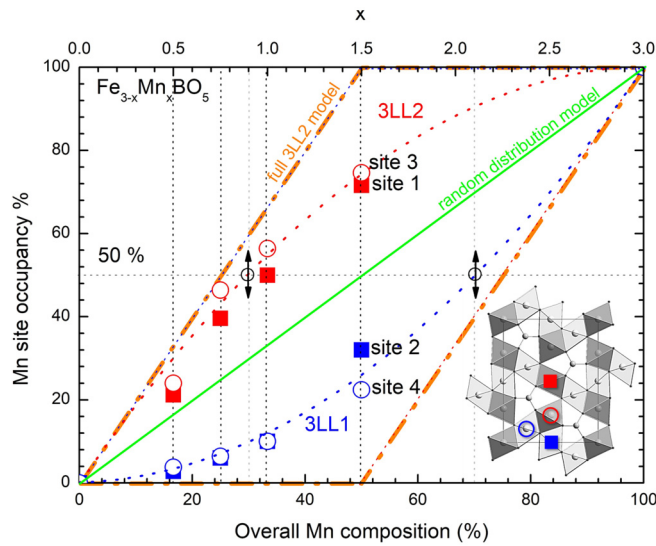 x
0.0 0.5 1.0 1.5 2.0 2.5 3.0
Fe3-xMnxBO5
full 3LL2 model
3LL2
random distribution model
site 3
site 1
50 %
site 2
site 4
3LL1
100
80
60
40
20
0
Mn site occupancy %
0 20 40 60 80 100
Overall Mn composition (%)